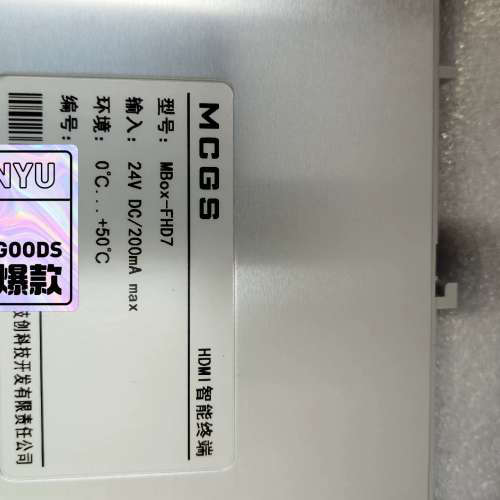 MCGS
HDMI智能终端
型号: MBox-FHD7
输入: 24V DC/200mA max
环境: 0℃...+50℃
编号:
技创科技开发有限责任公司
NYU
GOODS
爆款